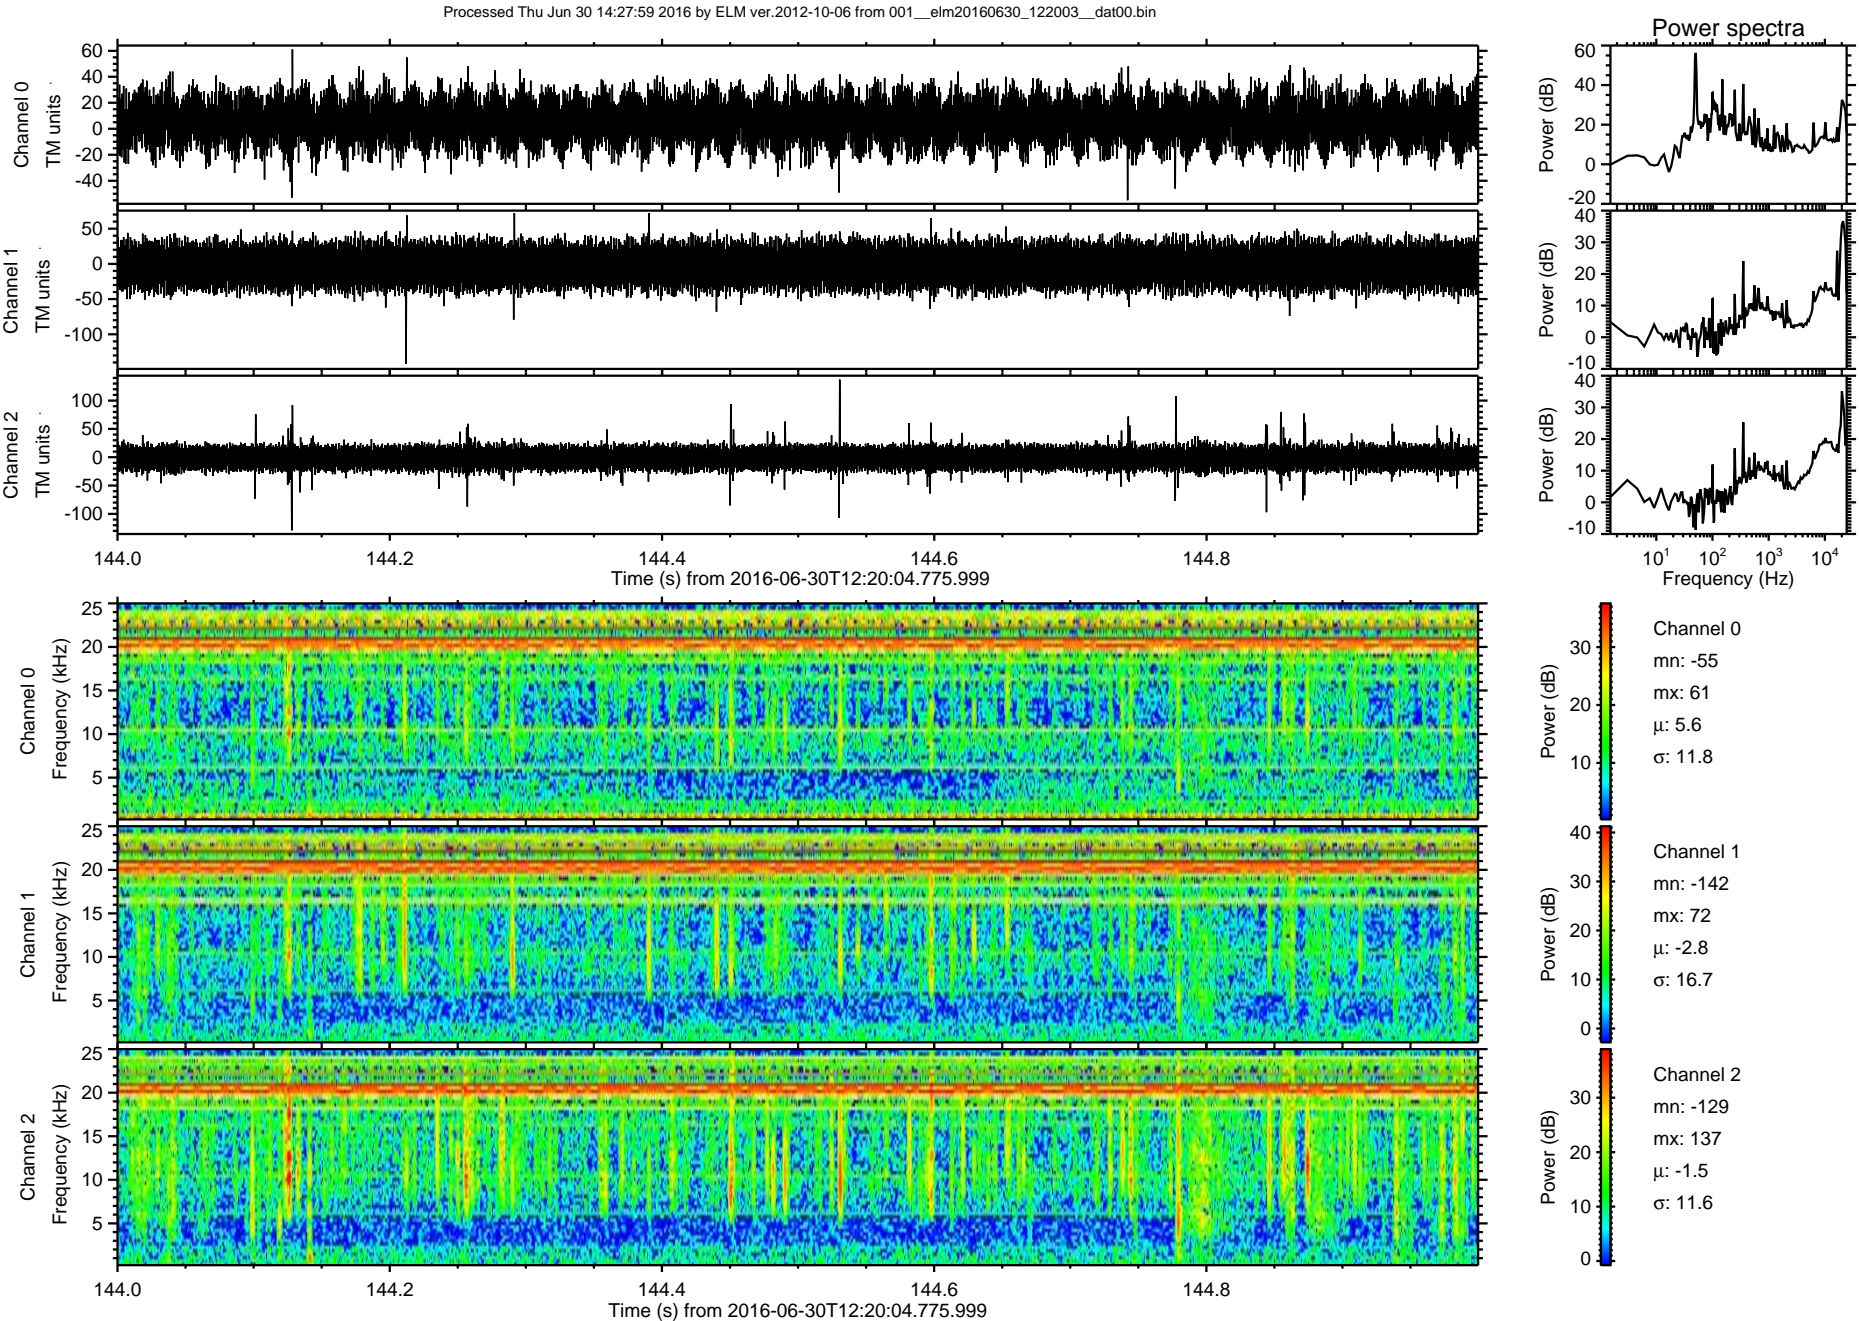 Processed Thu Jun 30 14:27:59 2016 by ELM ver.2012-10-06 from 001__elm20160630_122003__dat00.bin
Power spectra
Channel 0
TM units
60
40
20
0
-20
-40
Power (dB)
60
40
20
0
-20
Channel 1
TM units
50
0
-50
-100
Power (dB)
40
30
20
10
0
-10
Channel 2
TM units
100
50
0
-50
-100
Power (dB)
40
30
20
10
0
-10
144.0 144.2 144.4 144.6 144.8
Time (s) from 2016-06-30T12:20:04.775.999
10¹ 10² 10³ 10⁴
Frequency (Hz)
Channel 0
Frequency (kHz)
25
20
15
10
5
Power (dB)
30
20
10
Channel 0
mn: -55
mx: 61
μ: 5.6
σ: 11.8
Channel 1
Frequency (kHz)
25
20
15
10
5
Power (dB)
40
30
20
10
0
Channel 1
mn: -142
mx: 72
μ: -2.8
σ: 16.7
Channel 2
Frequency (kHz)
25
20
15
10
5
Power (dB)
30
20
10
0
Channel 2
mn: -129
mx: 137
μ: -1.5
σ: 11.6
144.0 144.2 144.4 144.6 144.8
Time (s) from 2016-06-30T12:20:04.775.999